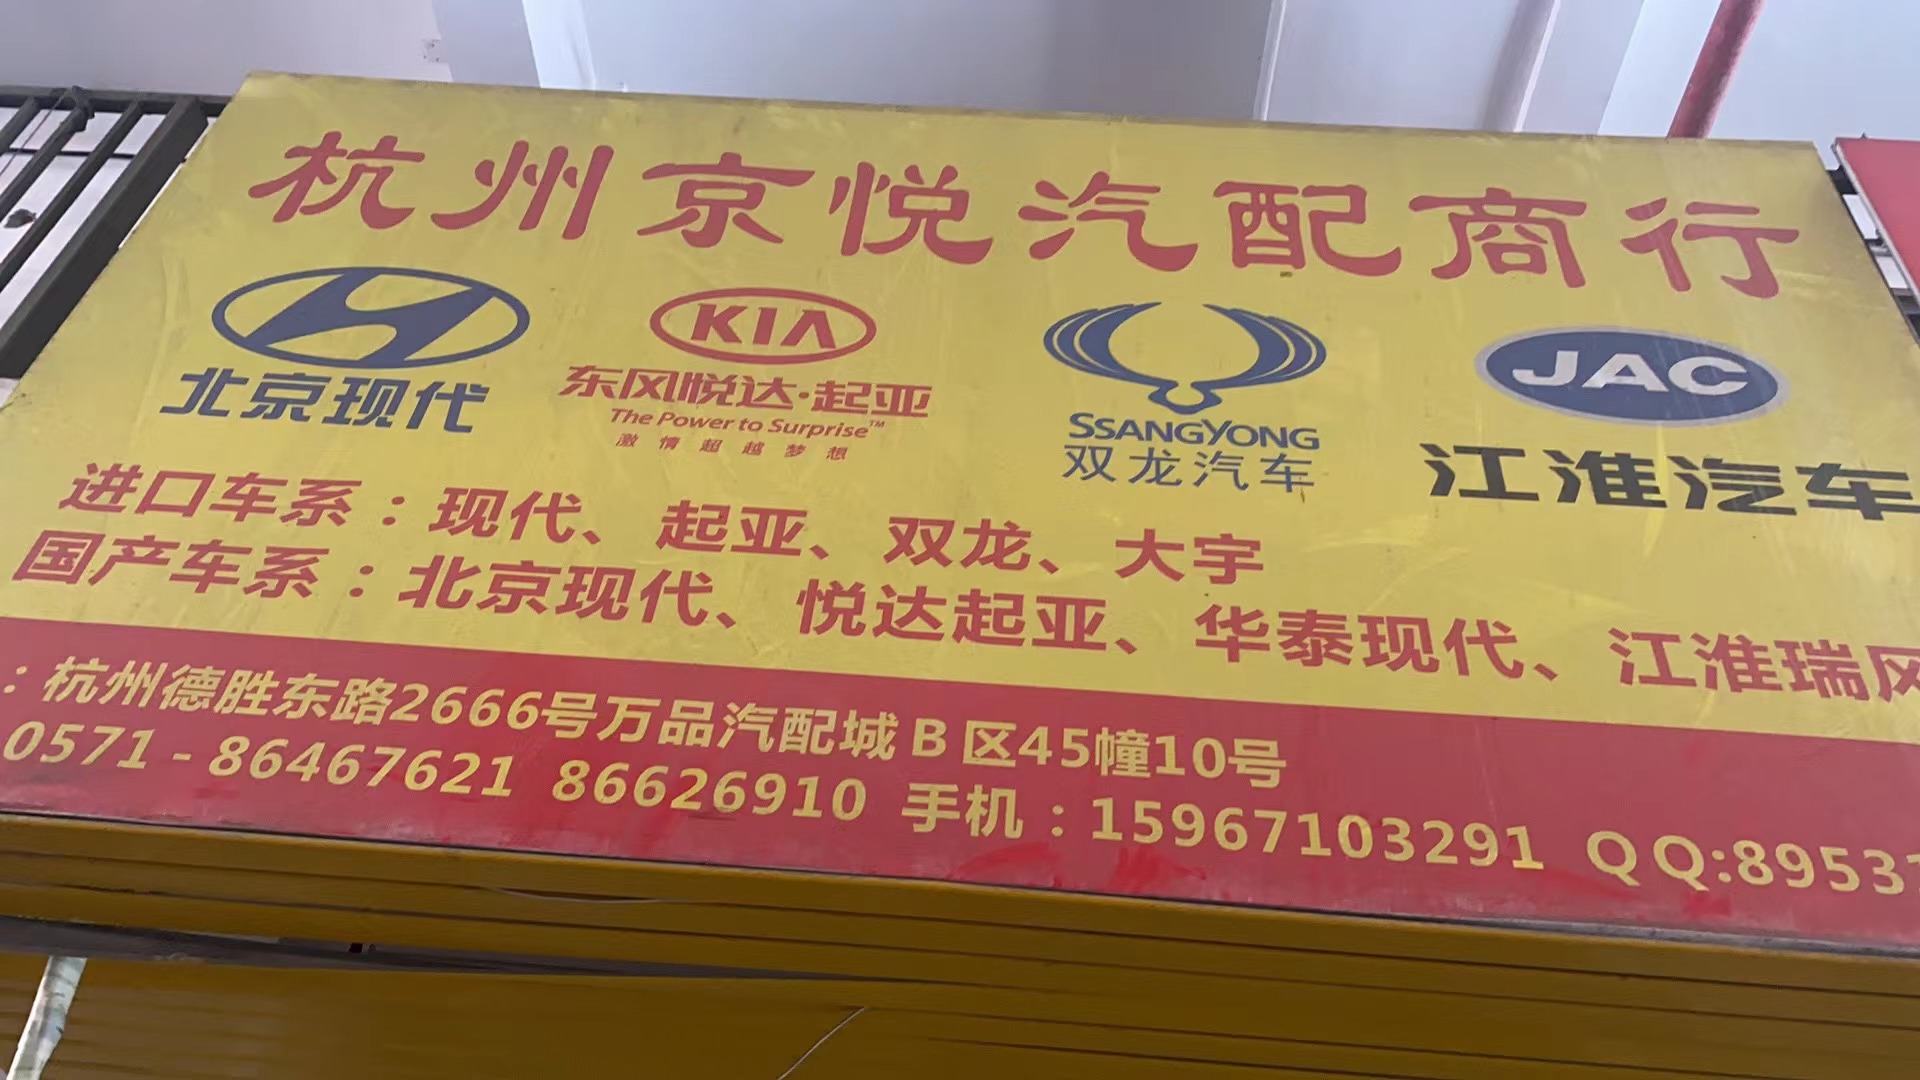 杭州京悦汽配商行
北京现代
KIA
东风悦达·起亚
The Power to Surprise™
激情超越梦想
SSANGYONG
双龙汽车
JAC
江淮汽车
进口车系：现代、起亚、双龙、大宇
国产车系：北京现代、悦达起亚、华泰现代、江淮瑞风
：杭州德胜东路2666号万品汽配城B区45幢10号
0571-86467621 86626910 手机：15967103291 QQ:89531